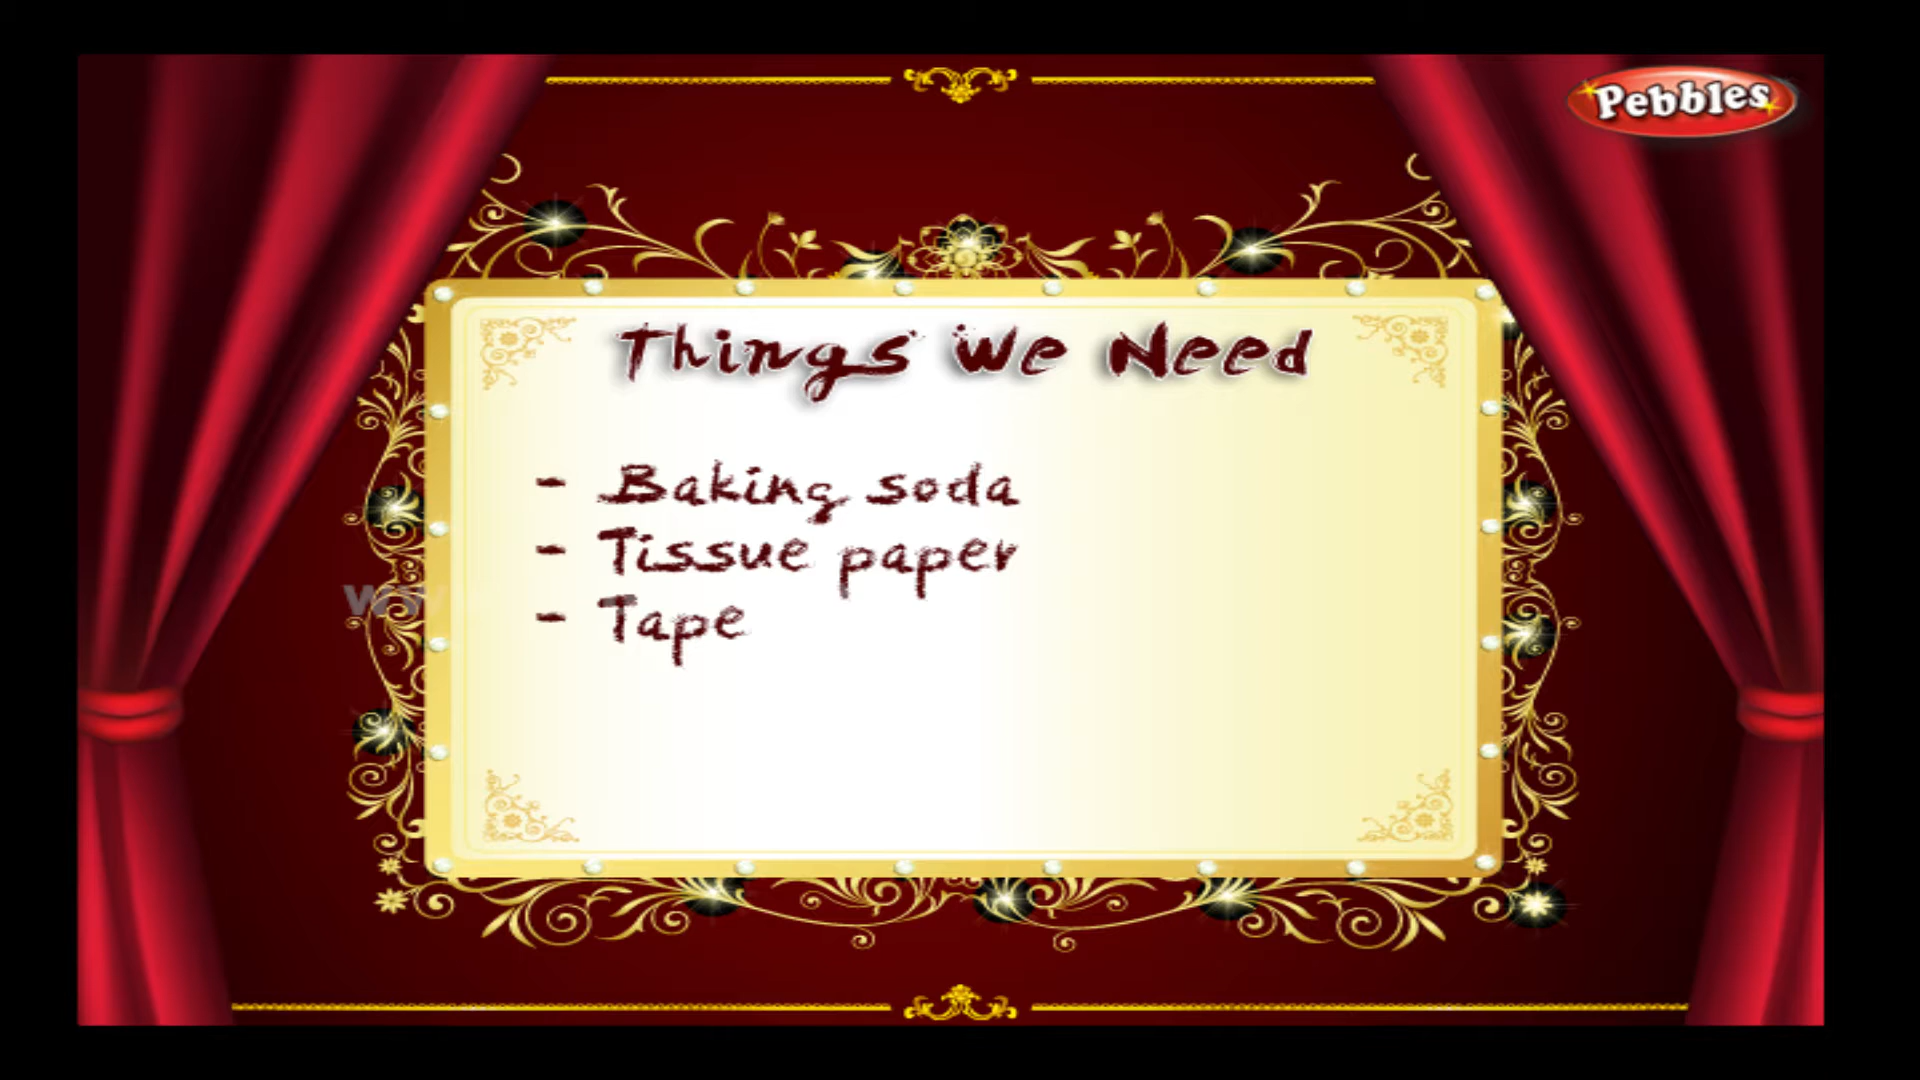 Pebbles
Things We Need
- Baking soda
- Tissue paper
- Tape